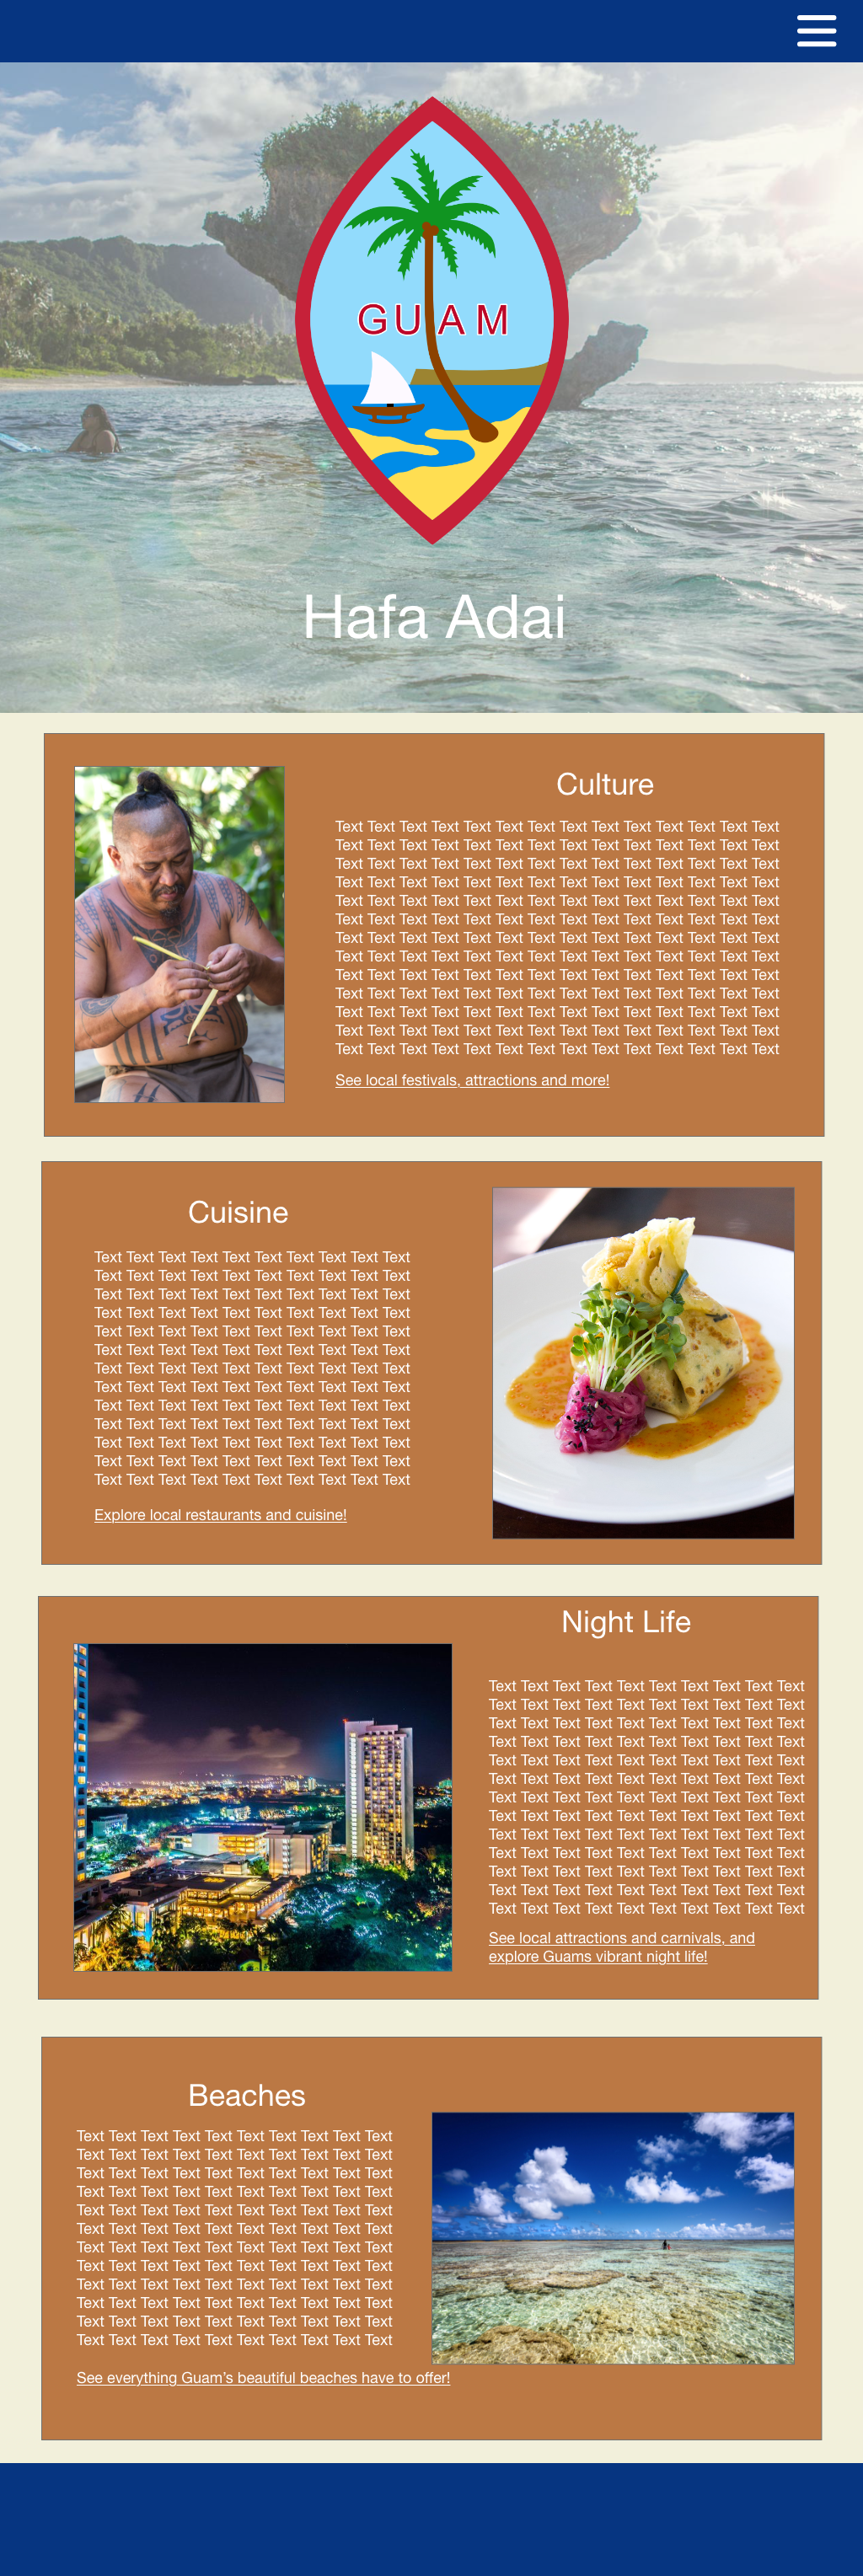 GUAM
Hafa Adai
Culture
Text Text Text Text Text Text Text Text Text Text Text Text Text Text
Text Text Text Text Text Text Text Text Text Text Text Text Text Text
Text Text Text Text Text Text Text Text Text Text Text Text Text Text
Text Text Text Text Text Text Text Text Text Text Text Text Text Text
Text Text Text Text Text Text Text Text Text Text Text Text Text Text
Text Text Text Text Text Text Text Text Text Text Text Text Text Text
Text Text Text Text Text Text Text Text Text Text Text Text Text Text
Text Text Text Text Text Text Text Text Text Text Text Text Text Text
Text Text Text Text Text Text Text Text Text Text Text Text Text Text
Text Text Text Text Text Text Text Text Text Text Text Text Text Text
Text Text Text Text Text Text Text Text Text Text Text Text Text Text
Text Text Text Text Text Text Text Text Text Text Text Text Text Text
Text Text Text Text Text Text Text Text Text Text Text Text Text Text
See local festivals, attractions and more!
Cuisine
Text Text Text Text Text Text Text Text Text Text
Text Text Text Text Text Text Text Text Text Text
Text Text Text Text Text Text Text Text Text Text
Text Text Text Text Text Text Text Text Text Text
Text Text Text Text Text Text Text Text Text Text
Text Text Text Text Text Text Text Text Text Text
Text Text Text Text Text Text Text Text Text Text
Text Text Text Text Text Text Text Text Text Text
Text Text Text Text Text Text Text Text Text Text
Text Text Text Text Text Text Text Text Text Text
Text Text Text Text Text Text Text Text Text Text
Text Text Text Text Text Text Text Text Text Text
Text Text Text Text Text Text Text Text Text Text
Explore local restaurants and cuisine!
Night Life
Text Text Text Text Text Text Text Text Text Text
Text Text Text Text Text Text Text Text Text Text
Text Text Text Text Text Text Text Text Text Text
Text Text Text Text Text Text Text Text Text Text
Text Text Text Text Text Text Text Text Text Text
Text Text Text Text Text Text Text Text Text Text
Text Text Text Text Text Text Text Text Text Text
Text Text Text Text Text Text Text Text Text Text
Text Text Text Text Text Text Text Text Text Text
Text Text Text Text Text Text Text Text Text Text
Text Text Text Text Text Text Text Text Text Text
Text Text Text Text Text Text Text Text Text Text
Text Text Text Text Text Text Text Text Text Text
See local attractions and carnivals, and
explore Guams vibrant night life!
Beaches
Text Text Text Text Text Text Text Text Text Text
Text Text Text Text Text Text Text Text Text Text
Text Text Text Text Text Text Text Text Text Text
Text Text Text Text Text Text Text Text Text Text
Text Text Text Text Text Text Text Text Text Text
Text Text Text Text Text Text Text Text Text Text
Text Text Text Text Text Text Text Text Text Text
Text Text Text Text Text Text Text Text Text Text
Text Text Text Text Text Text Text Text Text Text
Text Text Text Text Text Text Text Text Text Text
Text Text Text Text Text Text Text Text Text Text
Text Text Text Text Text Text Text Text Text Text
See everything Guam’s beautiful beaches have to offer!